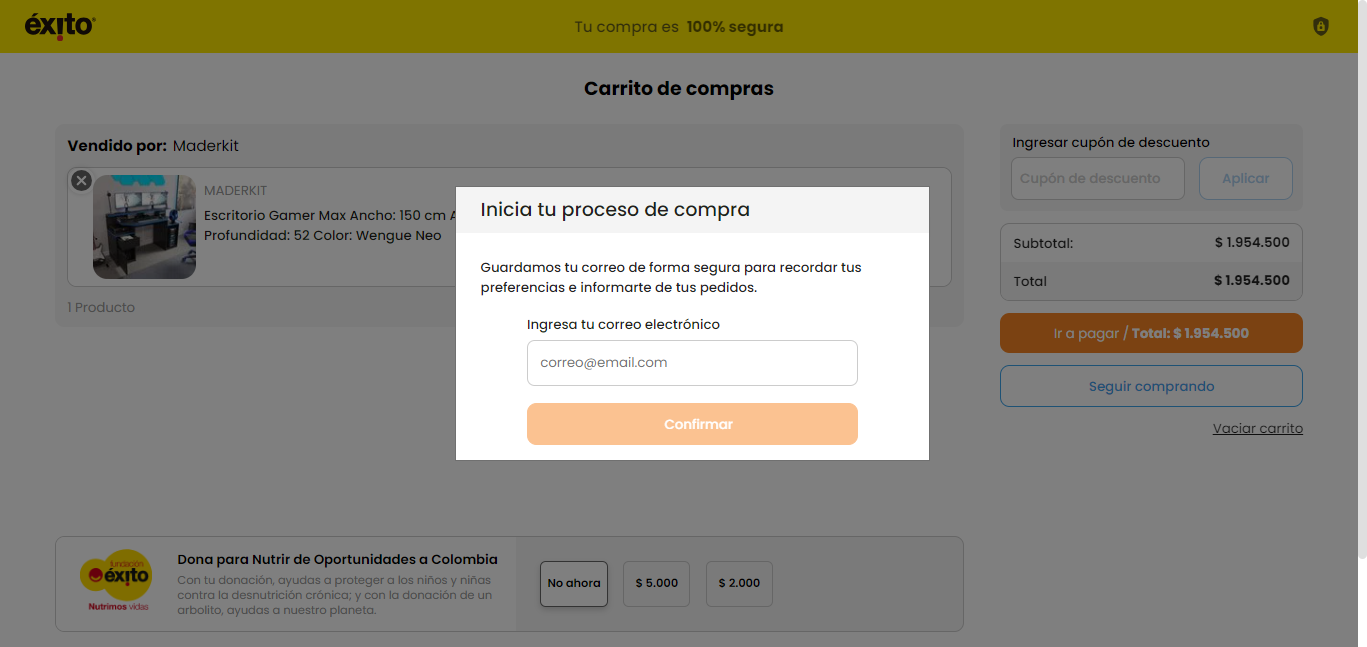 éxito
Tu compra es 100% segura
Carrito de compras
Vendido por: Maderkit
MADERKIT
Escritorio Gamer Max Ancho: 150 cm A
Profundidad: 52 Color: Wengue Neo
1 Producto
Inicia tu proceso de compra
Guardamos tu correo de forma segura para recordar tus
preferencias e informarte de tus pedidos.
Ingresa tu correo electrónico
correo@email.com
Confirmar
Ingresar cupón de descuento
Cupón de descuento
Aplicar
Subtotal: $ 1.954.500
Total $ 1.954.500
Ir a pagar / Total: $ 1.954.500
Seguir comprando
Vaciar carrito
fundación
éxito
Nutrimos vidas
Dona para Nutrir de Oportunidades a Colombia
Con tu donación, ayudas a proteger a los niños y niñas
contra la desnutrición crónica; y con la donación de un
arbolito, ayudas a nuestro planeta.
No ahora
$ 5.000
$ 2.000